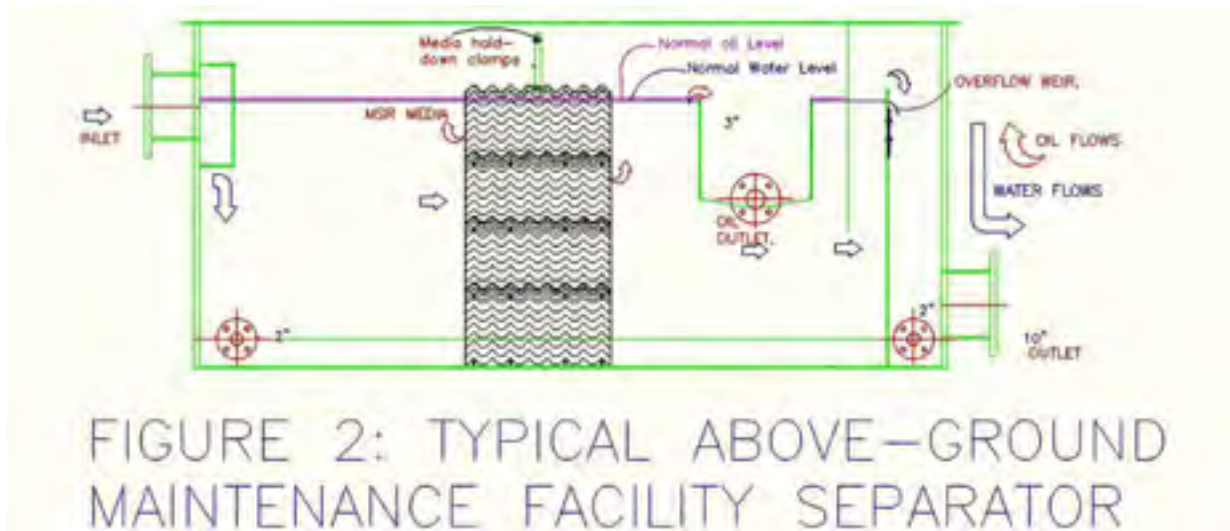 Media hold-
down clamps
Normal oil Level
Normal Water Level
OVERFLOW WEIR.
MSR MEDIA
3"
INLET
OIL FLOWS
WATER FLOWS
OIL
OUTLET.
2"
2"
10"
OUTLET
FIGURE 2: TYPICAL ABOVE-GROUND
MAINTENANCE FACILITY SEPARATOR